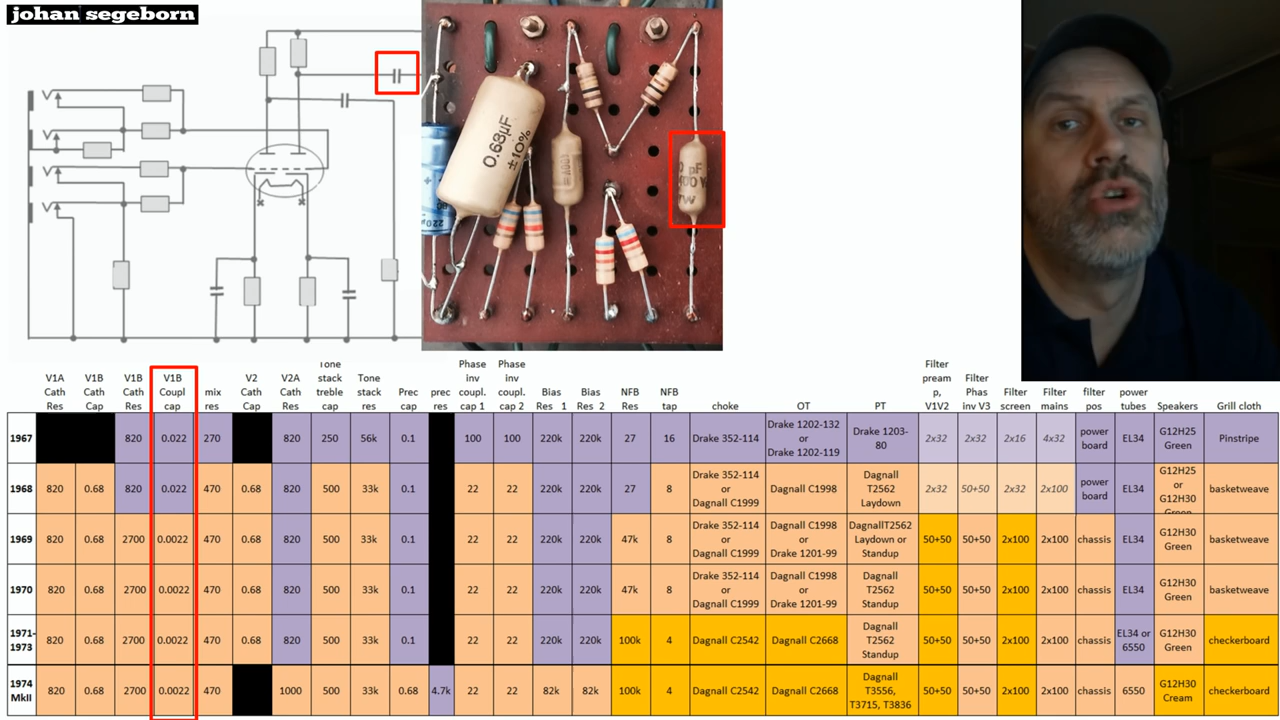 johan segeborn
0.68µF
±10%
220µ
pF
Tone
Phase
Phase
Filter
V1A
V1B
V1B
V1B
V2
V2A
stack
Tone
inv
inv
pream
Filter
Cath
Cath
Cath
Coupl
mix
Cath
Cath
treble
stack
Prec
prec
coupl.
coupl.
Bias
Bias
NFB
NFB
p,
Phas
Filter
Filter
filter
power
Res
Cap
Res
cap
res
Cap
Res
cap
res
cap
res
cap 1
cap 2
Res 1
Res 2
Res
tap
choke
OT
PT
V1V2
inv V3
screen
mains
pos
tubes
Speakers
Grill cloth
1967 820 0.022 270 820 250 56k 0.1 100 100 220k 220k 27 16 Drake 352-114 Drake 1202-132 or Drake 1202-119 Drake 1203-80 2x32 2x32 2x16 4x32 power board EL34 G12H25 Green Pinstripe
1968 820 0.68 820 0.022 470 0.68 820 500 33k 0.1 22 22 220k 220k 27 8 Drake 352-114 or Dagnall C1999 Dagnall C1998 Dagnall T2562 Laydown 2x32 50+50 2x32 2x100 power board EL34 G12H25 or G12H30 Green basketweave
1969 820 0.68 2700 0.0022 470 0.68 820 500 33k 0.1 22 22 220k 220k 47k 8 Drake 352-114 or Dagnall C1999 Dagnall C1998 or Drake 1201-99 DagnallT2562 Laydown or Standup 50+50 50+50 2x100 2x100 chassis EL34 G12H30 Green basketweave
1970 820 0.68 2700 0.0022 470 0.68 820 500 33k 0.1 22 22 220k 220k 47k 8 Drake 352-114 or Dagnall C1999 Dagnall C1998 or Drake 1201-99 Dagnall T2562 Standup 50+50 50+50 2x100 2x100 chassis EL34 G12H30 Green basketweave
1971-1973 820 0.68 2700 0.0022 470 0.68 820 500 33k 0.1 22 22 220k 220k 100k 4 Dagnall C2542 Dagnall C2668 Dagnall T2562 Standup 50+50 50+50 2x100 2x100 chassis EL34 or 6550 G12H30 Green checkerboard
1974 MkII 820 0.68 2700 0.0022 470 1000 500 33k 0.68 4.7k 22 22 82k 82k 100k 4 Dagnall C2542 Dagnall C2668 Dagnall T3556, T3715, T3836 50+50 50+50 2x100 2x100 chassis 6550 G12H30 Cream checkerboard